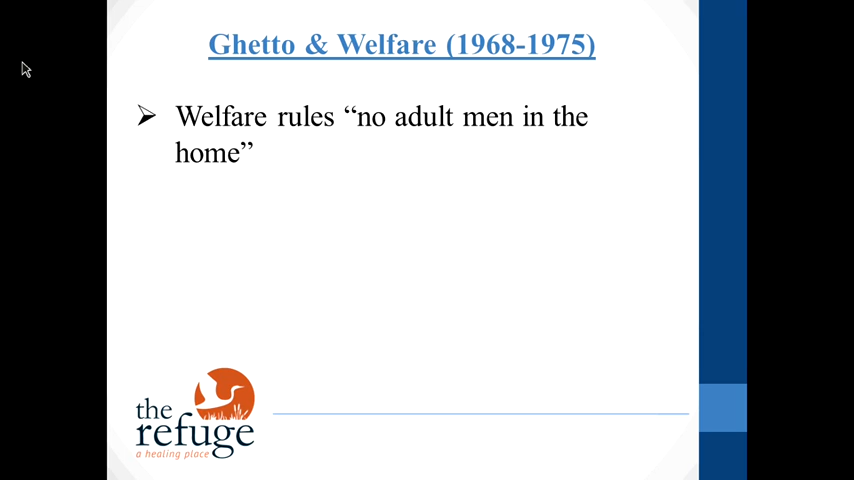 Ghetto & Welfare (1968-1975)
Welfare rules “no adult men in the
home”
the
refuge
a healing place